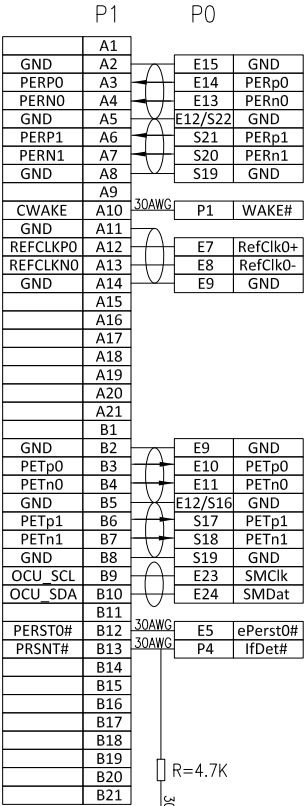 P1 P0
A1
GND A2 E15 GND
PERP0 A3 E14 PERp0
PERN0 A4 E13 PERn0
GND A5 E12/S22 GND
PERP1 A6 S21 PERp1
PERN1 A7 S20 PERn1
GND A8 S19 GND
A9
CWAKE A10 30AWG P1 WAKE#
GND A11
REFCLKP0 A12 E7 RefClk0+
REFCLKN0 A13 E8 RefClk0-
GND A14 E9 GND
A15
A16
A17
A18
A19
A20
A21
B1
GND B2 E9 GND
PETp0 B3 E10 PETp0
PETn0 B4 E11 PETn0
GND B5 E12/S16 GND
PETp1 B6 S17 PETp1
PETn1 B7 S18 PETn1
GND B8 S19 GND
OCU_SCL B9 E23 SMClk
OCU_SDA B10 E24 SMDat
B11
PERST0# B12 30AWG E5 ePerst0#
PRSNT# B13 30AWG P4 IfDet#
B14
B15
B16
B17
B18
B19
R=4.7K
B20
B21